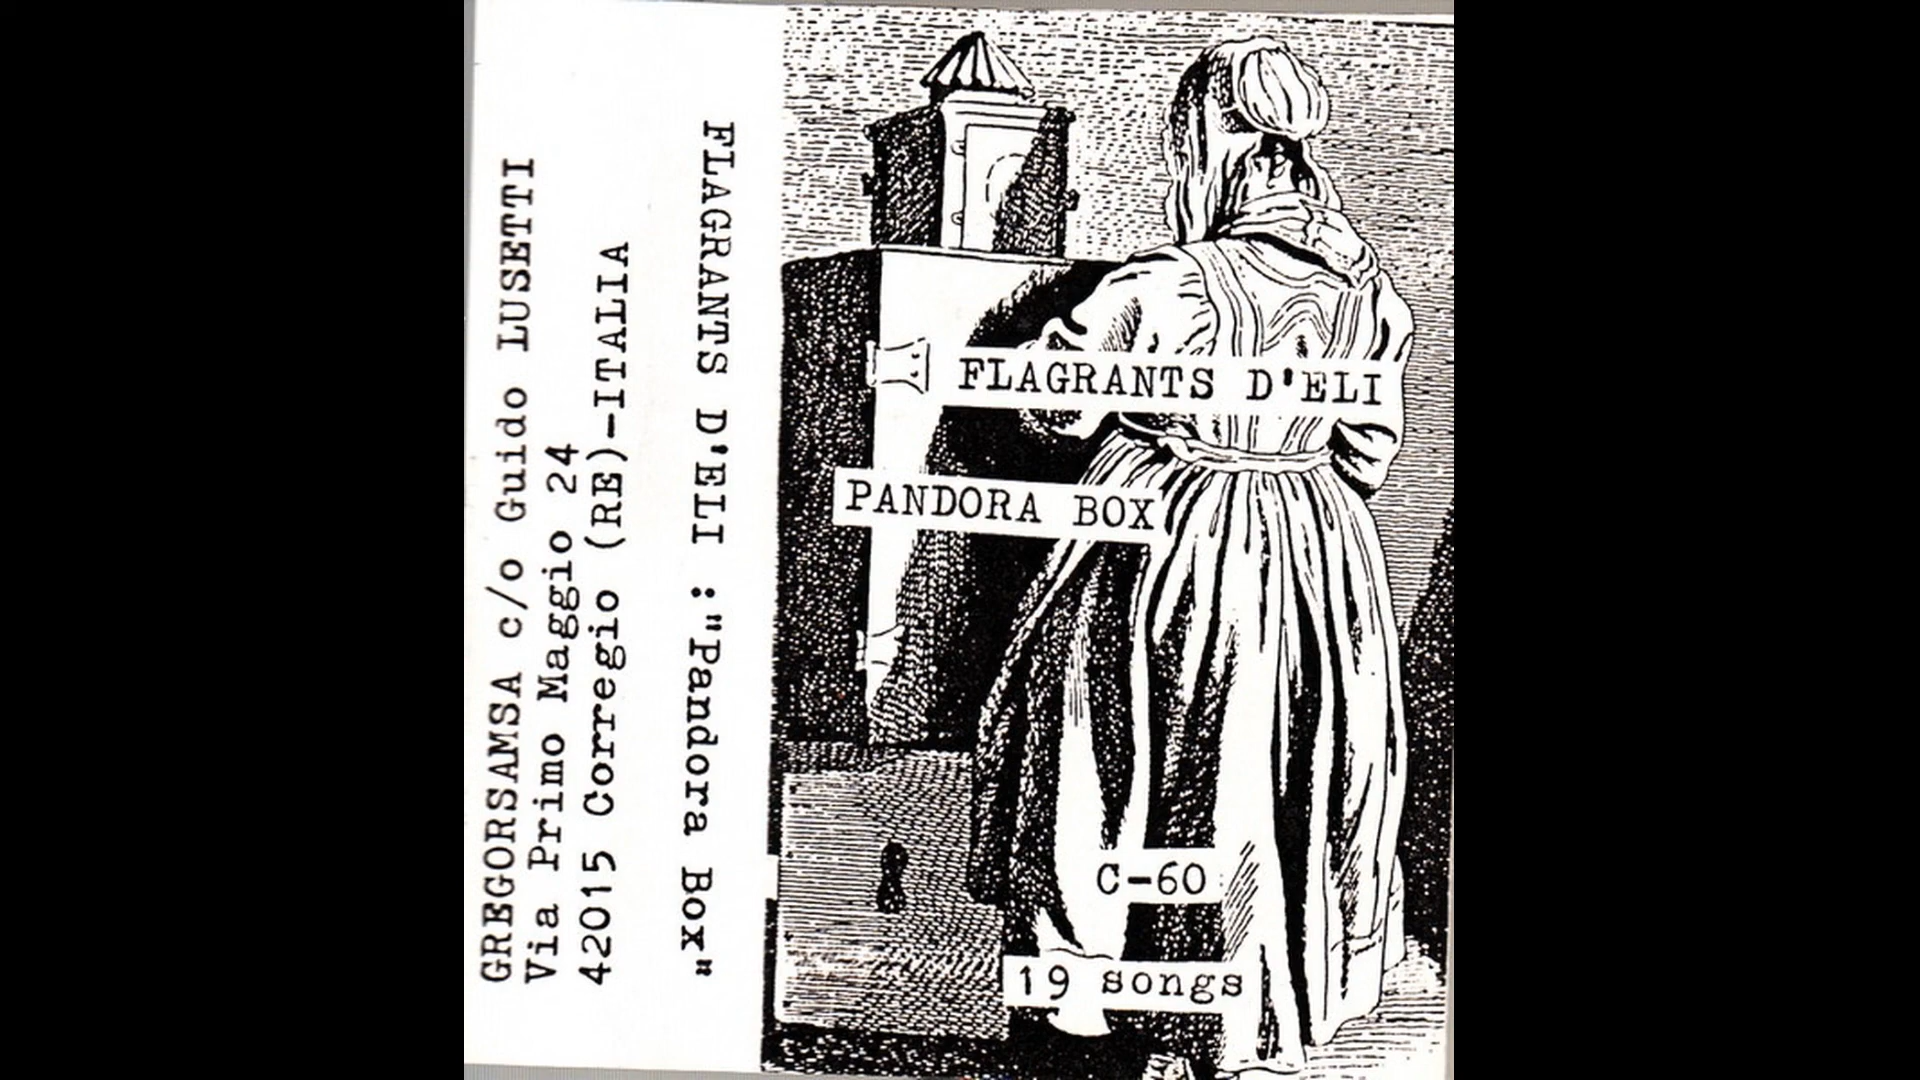 GREGORSAMSA c/o Guido LUSETTI
Via Primo Maggio 24
42015 Corregio (RE)-ITALIA
FLAGRANTS D'ELI :"Pandora Box"
FLAGRANTS D'ELI
PANDORA BOX
C-60
19 songs